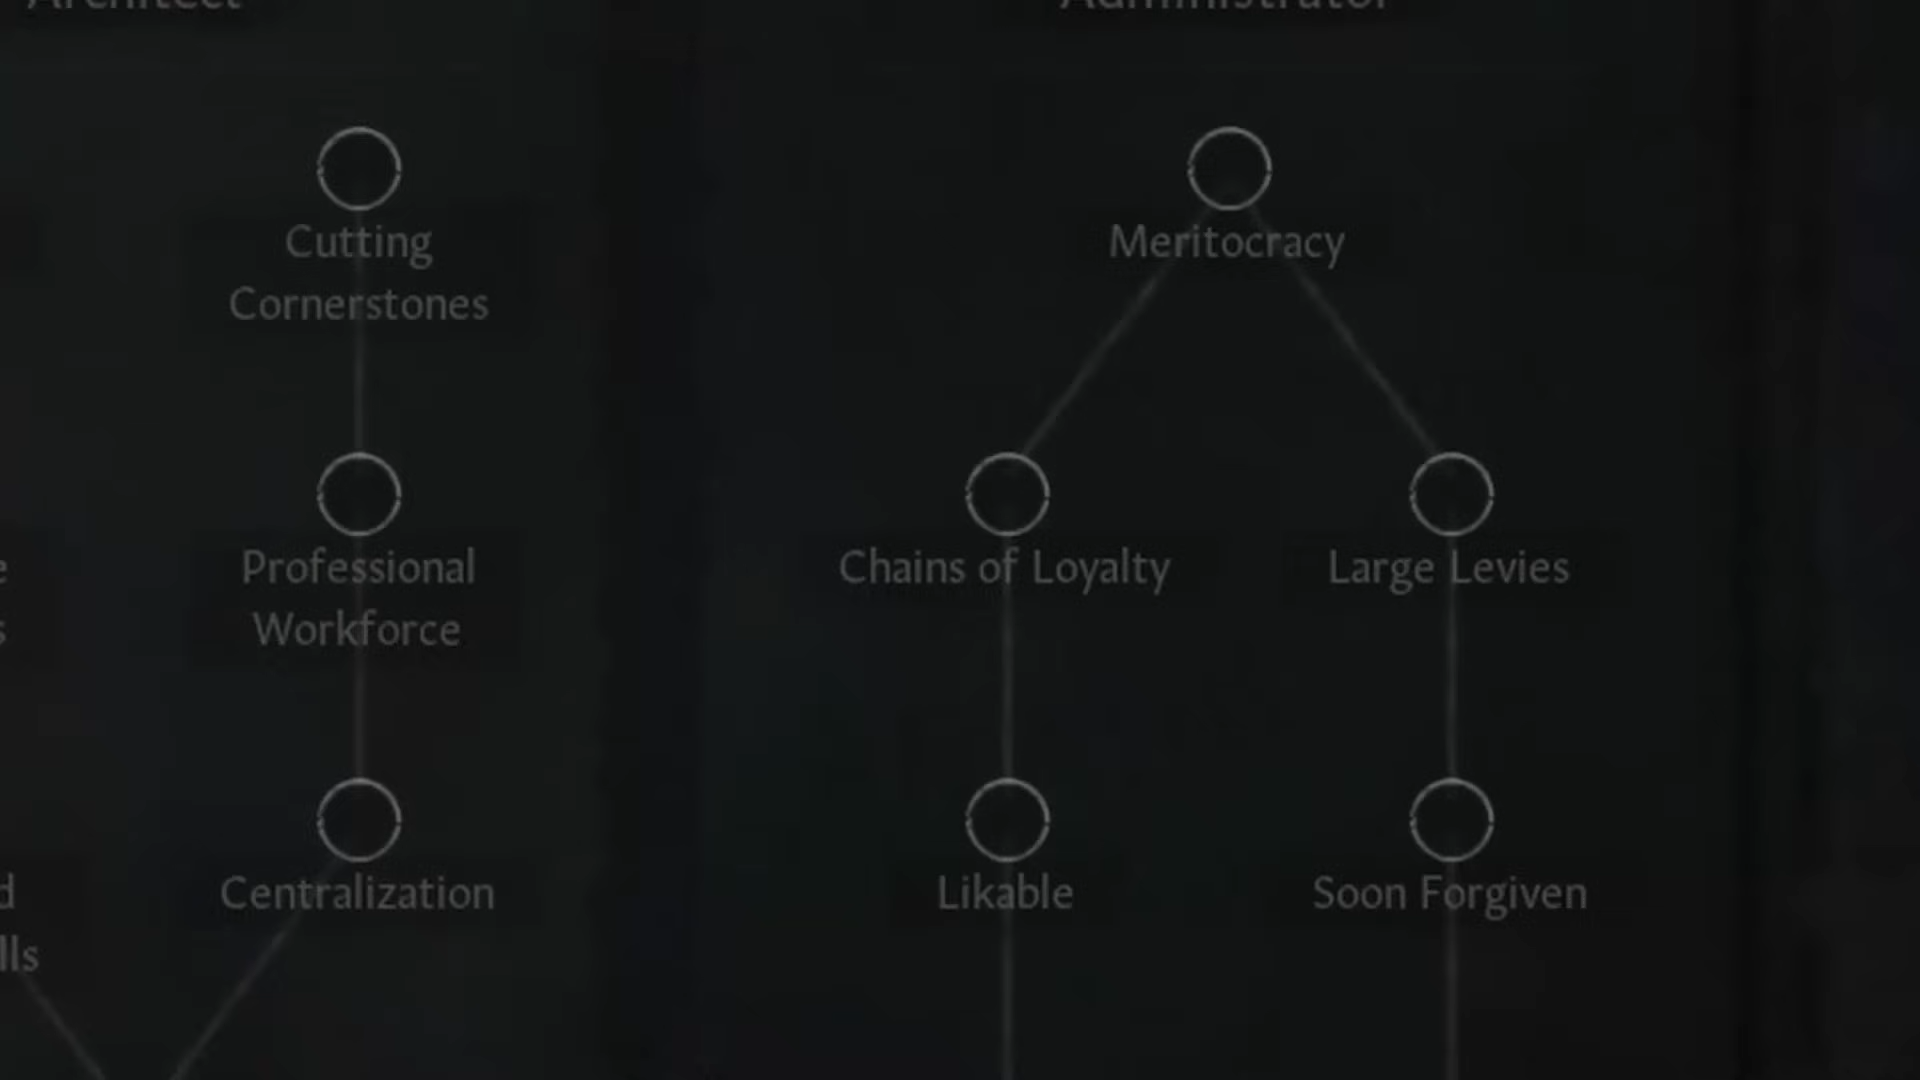 Architect
Administrator
Cutting
Cornerstones
Meritocracy
Professional
Workforce
Chains of Loyalty
Large Levies
Centralization
Likable
Soon Forgiven